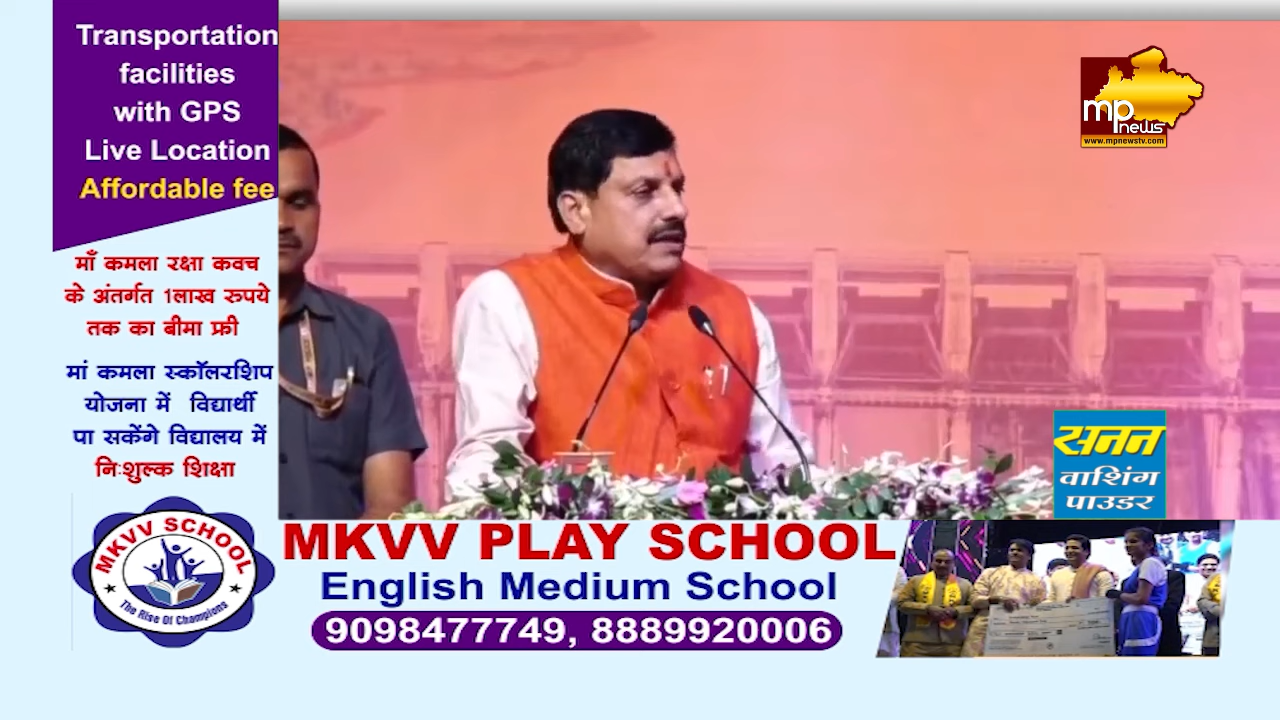 Transportation
facilities
with GPS
Live Location
Affordable fee
माँ कमला रक्षा कवच
के अंतर्गत 1लाख रुपये
तक का बीमा फ्री
मां कमला स्कॉलरशिप
योजना में विद्यार्थी
पा सकेंगे विद्यालय में
निःशुल्क शिक्षा
MKVV SCHOOL
The Rise Of Champions
mp
news
www.mpnewstv.com
सनन
वाशिंग
पाउडर
MKVV PLAY SCHOOL
English Medium School
9098477749, 8889920006